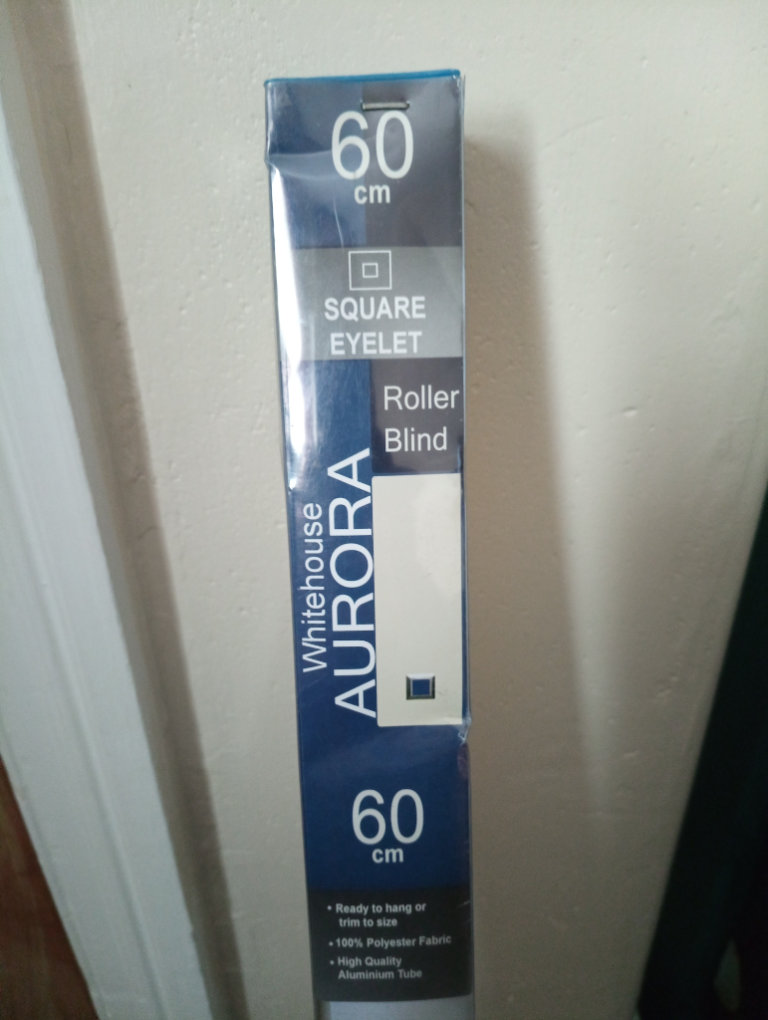 60
cm
SQUARE
EYELET
Roller
Blind
Whitehouse
AURORA
60
cm
• Ready to hang or
trim to size
• 100% Polyester Fabric
• High Quality
Aluminium Tube